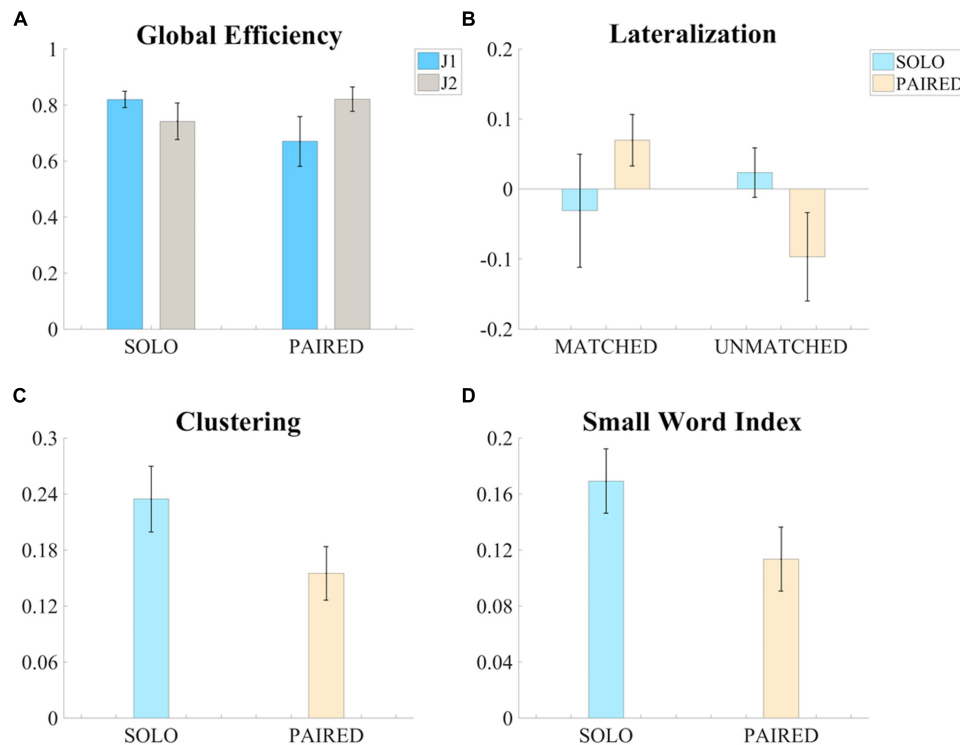 A
Global Efficiency
J1
J2
1
0.8
0.6
0.4
0.2
0
SOLO PAIRED
B
Lateralization
SOLO
PAIRED
0.2
0.1
0
-0.1
-0.2
MATCHED UNMATCHED
C
Clustering
0.3
0.24
0.18
0.12
0.06
0
SOLO PAIRED
D
Small Word Index
0.2
0.16
0.12
0.08
0.04
0
SOLO PAIRED